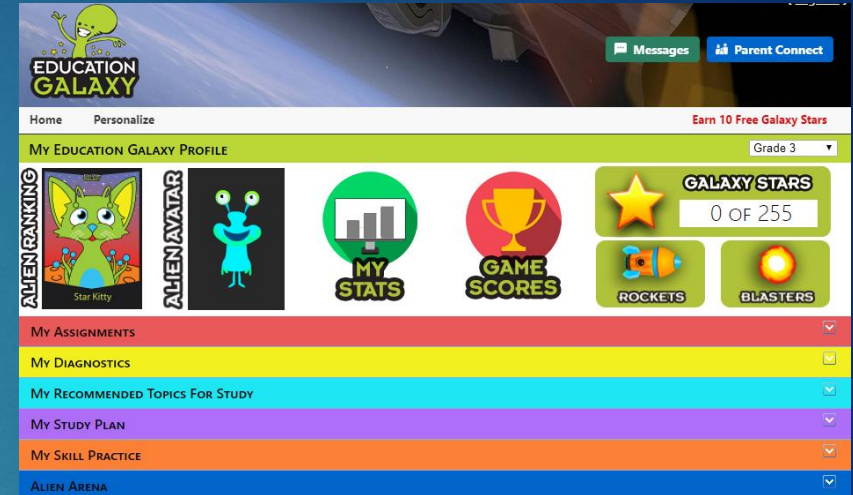 EDUCATION
GALAXY
Messages
Parent Connect
Home Personalize Earn 10 Free Galaxy Stars
MY EDUCATION GALAXY PROFILE Grade 3
ALIEN RANKING
Star Kitty
ALIEN AVATAR
MY
STATS
GAME
SCORES
GALAXY STARS
0 OF 255
ROCKETS
BLASTERS
MY ASSIGNMENTS
MY DIAGNOSTICS
MY RECOMMENDED TOPICS FOR STUDY
MY STUDY PLAN
MY SKILL PRACTICE
ALIEN ARENA